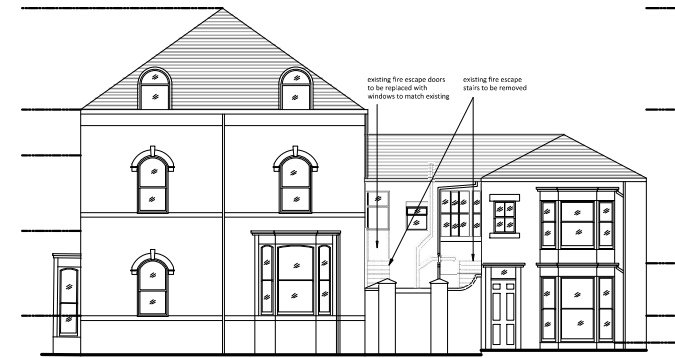 existing fire escape doors
to be replaced with
windows to match existing
existing fire escape
stairs to be removed